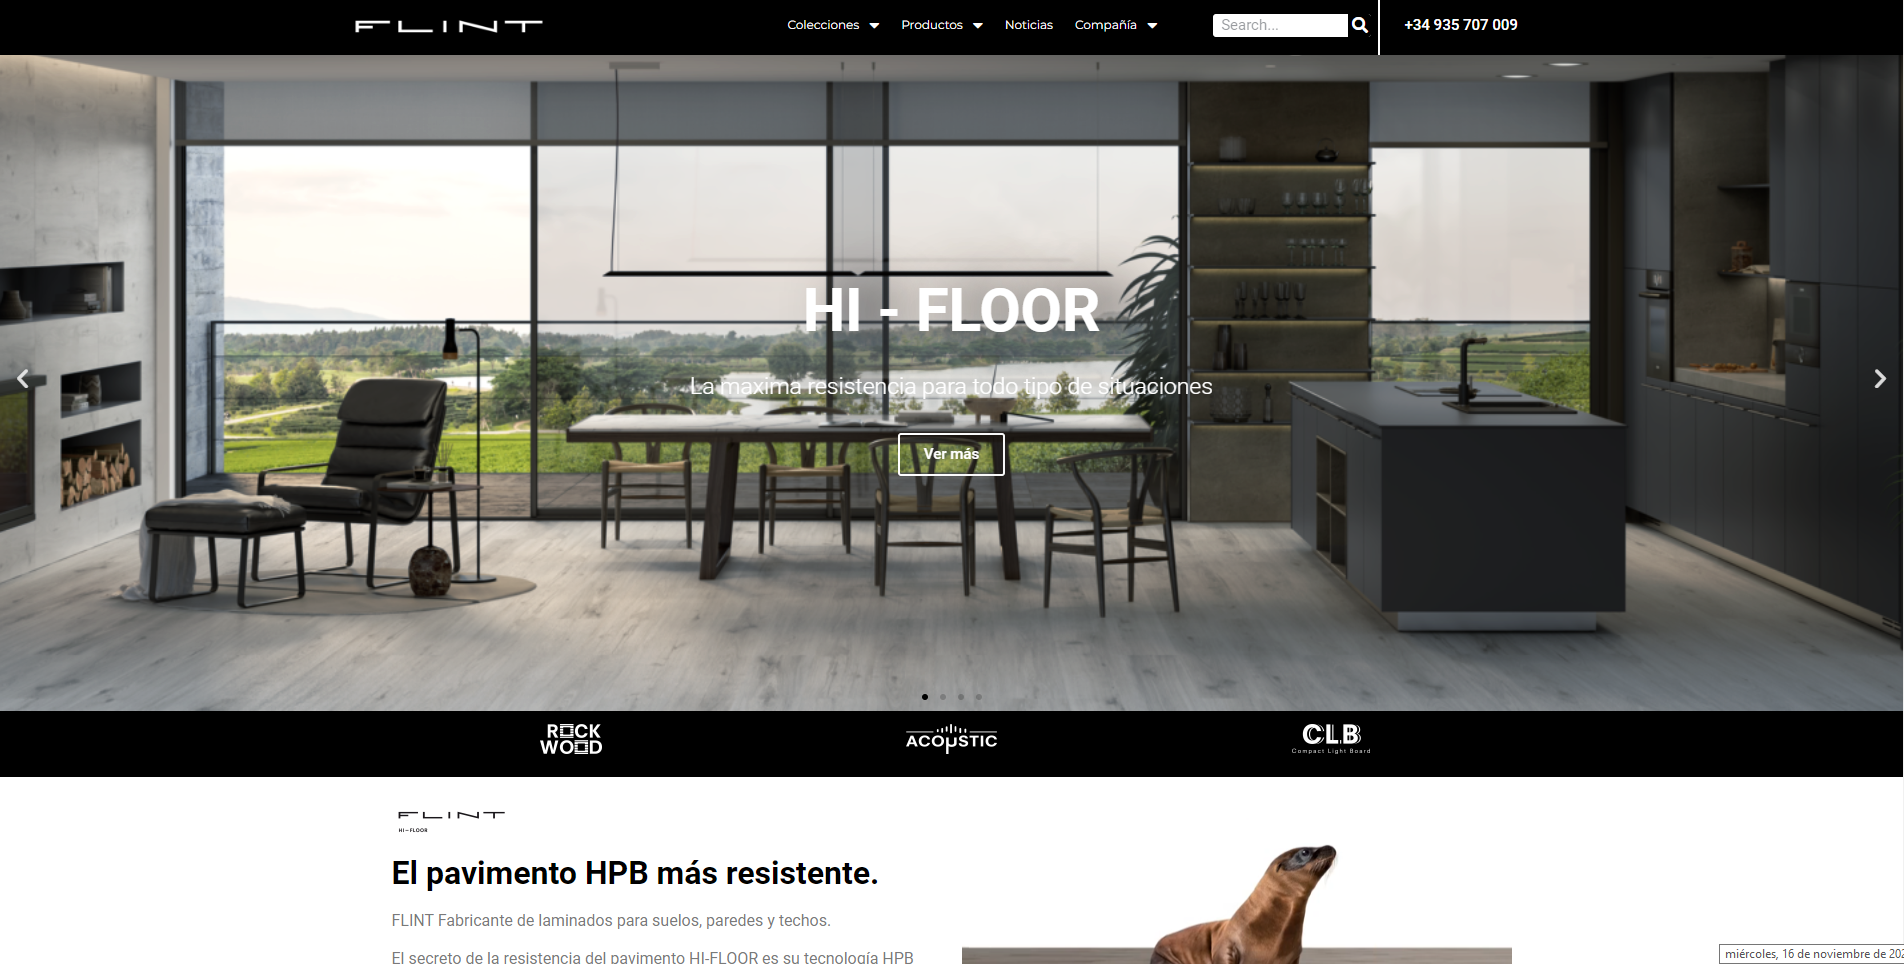 FLINT
Colecciones
Productos
Noticias
Compañía
Search...
+34 935 707 009
HI - FLOOR
La maxima resistencia para todo tipo de situaciones
Ver más
ROCK
WOOD
ACOµSTIC
CLB
Compact Light Board
FLINT
HI-FLOOR
El pavimento HPB más resistente.
FLINT Fabricante de laminados para suelos, paredes y techos.
El secreto de la resistencia del pavimento HI-FLOOR es su tecnología HPB
miércoles, 16 de noviembre de 202